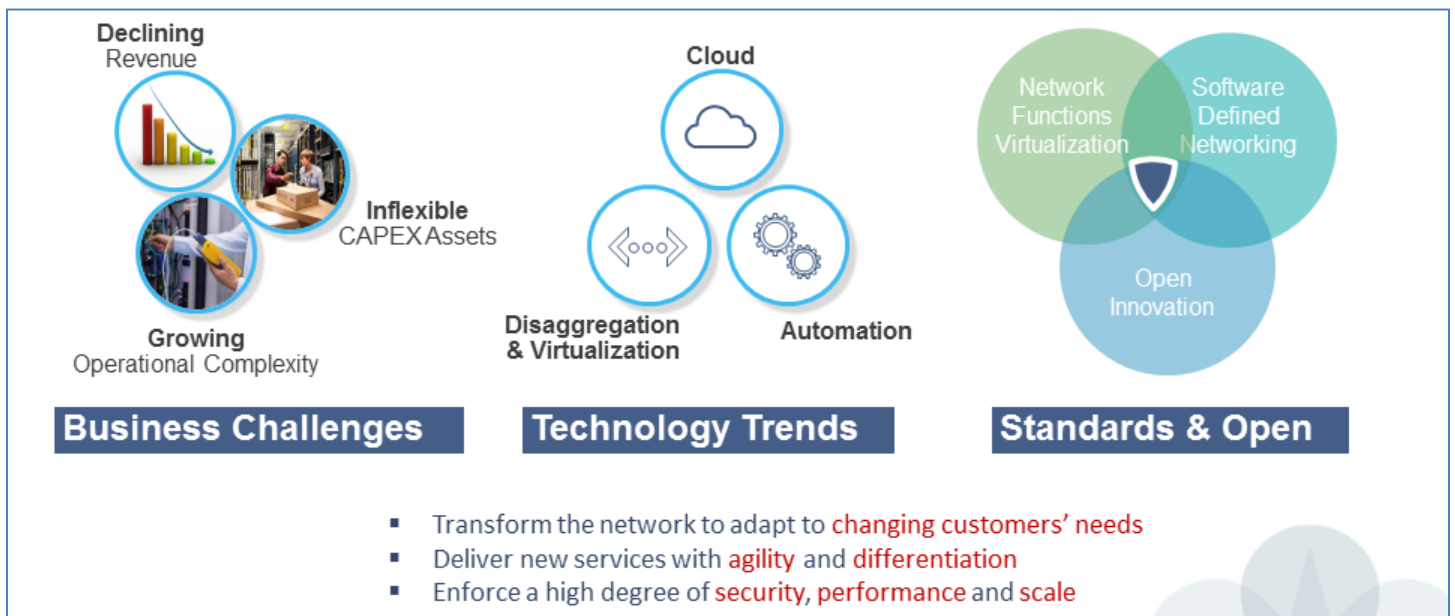 Declining
Revenue
Inflexible
CAPEX Assets
Growing
Operational Complexity
Business Challenges
Cloud
Disaggregation
& Virtualization
Automation
Technology Trends
Network
Functions
Virtualization
Software
Defined
Networking
Open
Innovation
Standards & Open
▪ Transform the network to adapt to changing customers’ needs
▪ Deliver new services with agility and differentiation
▪ Enforce a high degree of security, performance and scale